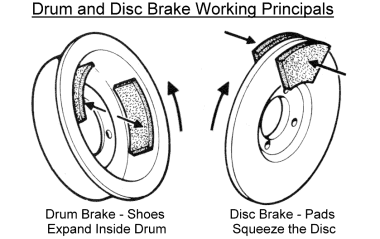 Drum and Disc Brake Working Principals
Drum Brake - Shoes
Expand Inside Drum
Disc Brake - Pads
Squeeze the Disc